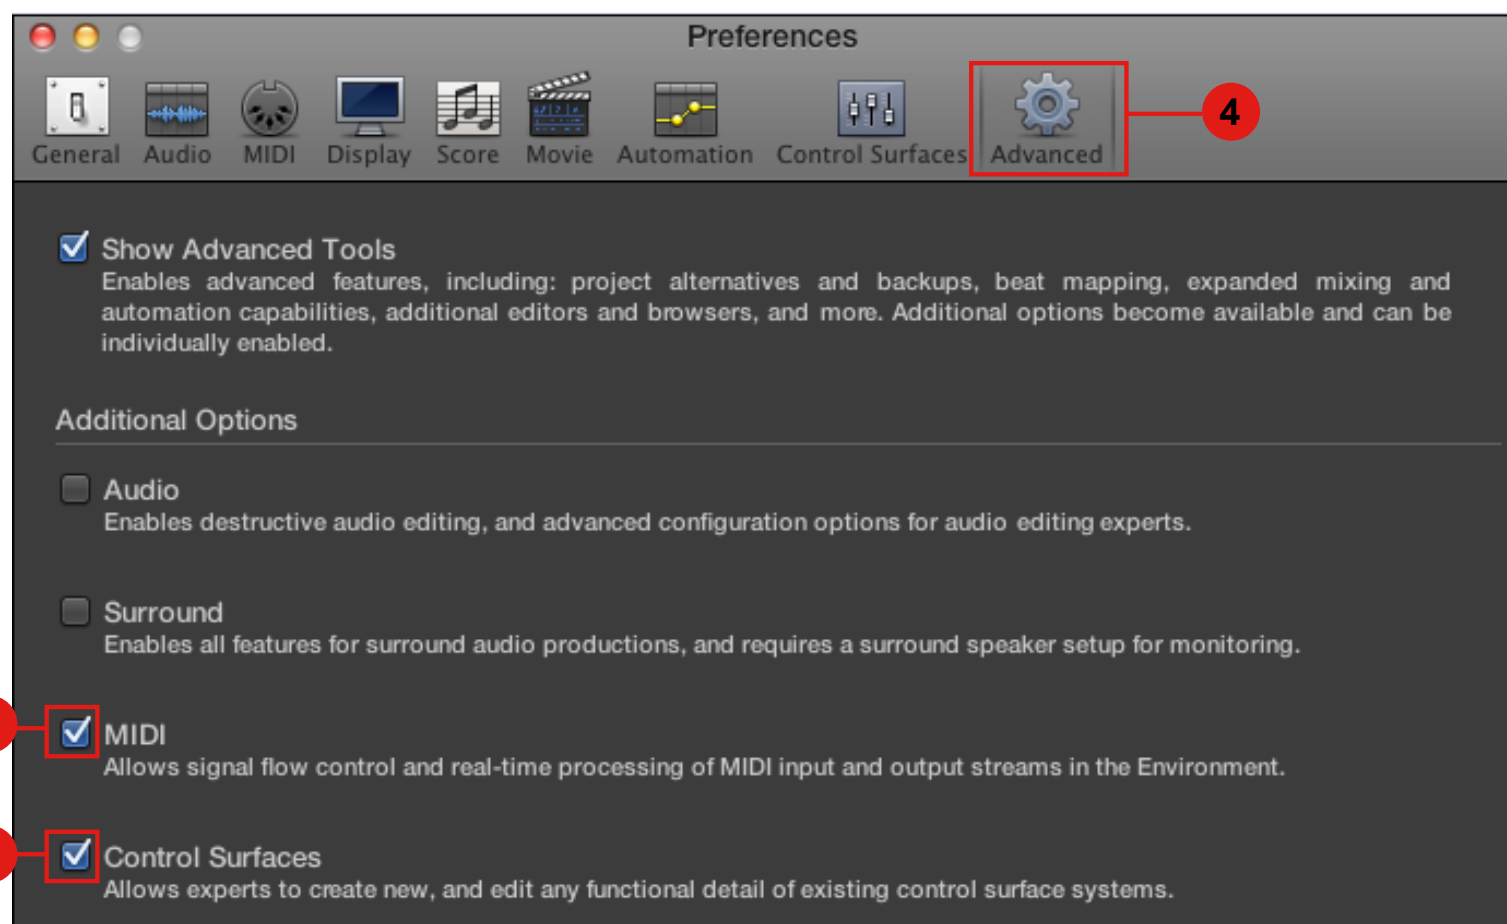 Preferences
General Audio MIDI Display Score Movie Automation Control Surfaces Advanced
4
Show Advanced Tools
Enables advanced features, including: project alternatives and backups, beat mapping, expanded mixing and
automation capabilities, additional editors and browsers, and more. Additional options become available and can be
individually enabled.
Additional Options
Audio
Enables destructive audio editing, and advanced configuration options for audio editing experts.
Surround
Enables all features for surround audio productions, and requires a surround speaker setup for monitoring.
MIDI
Allows signal flow control and real-time processing of MIDI input and output streams in the Environment.
Control Surfaces
Allows experts to create new, and edit any functional detail of existing control surface systems.